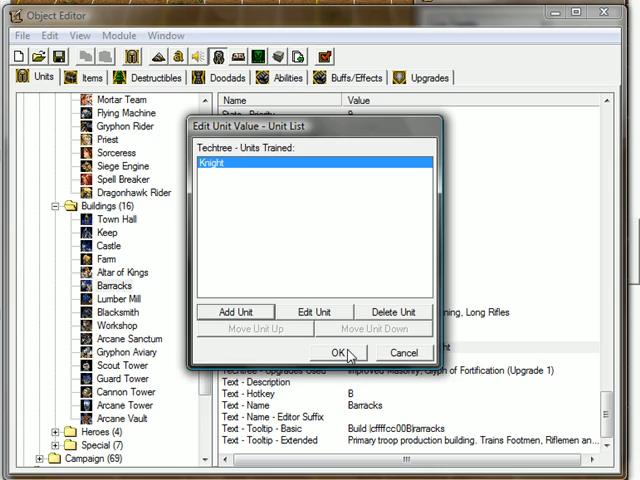 Object Editor
File Edit View Module Window
Units Items Destructibles Doodads Abilities Buffs/Effects Upgrades
Mortar Team
Flying Machine
Gryphon Rider
Priest
Sorceress
Siege Engine
Spell Breaker
Dragonhawk Rider
Buildings (16)
Town Hall
Keep
Castle
Farm
Altar of Kings
Barracks
Lumber Mill
Blacksmith
Workshop
Arcane Sanctum
Gryphon Aviary
Scout Tower
Guard Tower
Cannon Tower
Arcane Tower
Arcane Vault
Heroes (4)
Special (7)
Campaign (69)
Name Value
Edit Unit Value - Unit List
Techtree - Units Trained:
Knight
Add Unit Edit Unit Delete Unit
Move Unit Up Move Unit Down
OK Cancel
ning, Long Rifles
Techtree - Upgrades Used Improved Masonry, Glyph of Fortification (Upgrade 1)
Text - Description
Text - Hotkey B
Text - Name Barracks
Text - Name - Editor Suffix
Text - Tooltip - Basic Build |cffffcc00B|rarracks
Text - Tooltip - Extended Primary troop production building. Trains Footmen, Riflemen an...